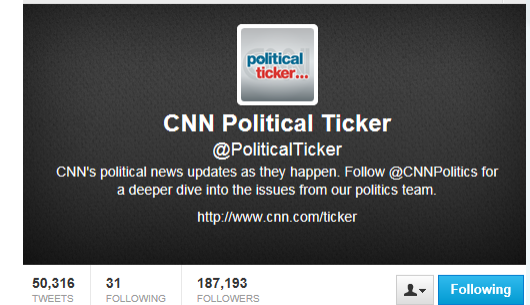 political
ticker...
CNN Political Ticker
@PoliticalTicker
CNN's political news updates as they happen. Follow @CNNPolitics for
a deeper dive into the issues from our politics team.
http://www.cnn.com/ticker
50,316
TWEETS
31
FOLLOWING
187,193
FOLLOWERS
Following